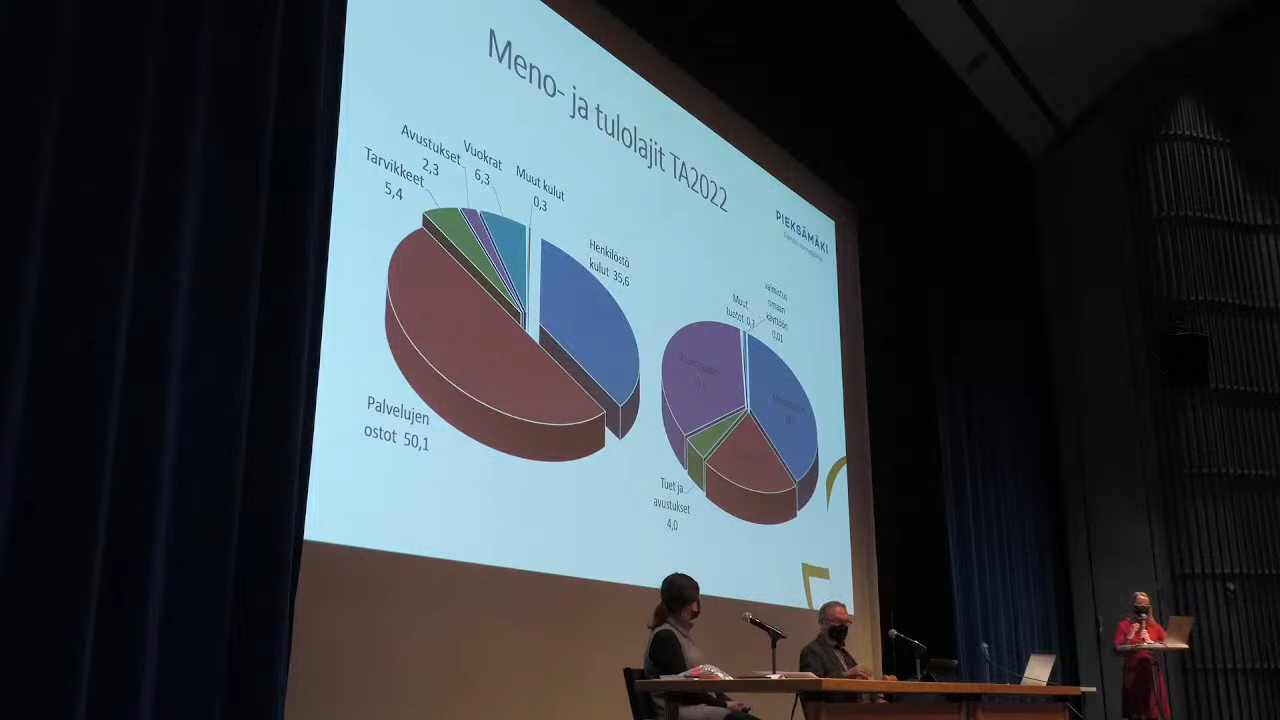 Meno- ja tulolajit TA2022
PIEKSÄMÄKI
Avustukset
2,3
Vuokrat
6,3
Muut kulut
0,3
Tarvikkeet
5,4
Henkilöstö
kulut 35,6
Palvelujen
ostot 50,1
Muut
tuotot 0,7
valmistus
omaan
käyttöön
0,01
Tuet ja
avustukset
4,0